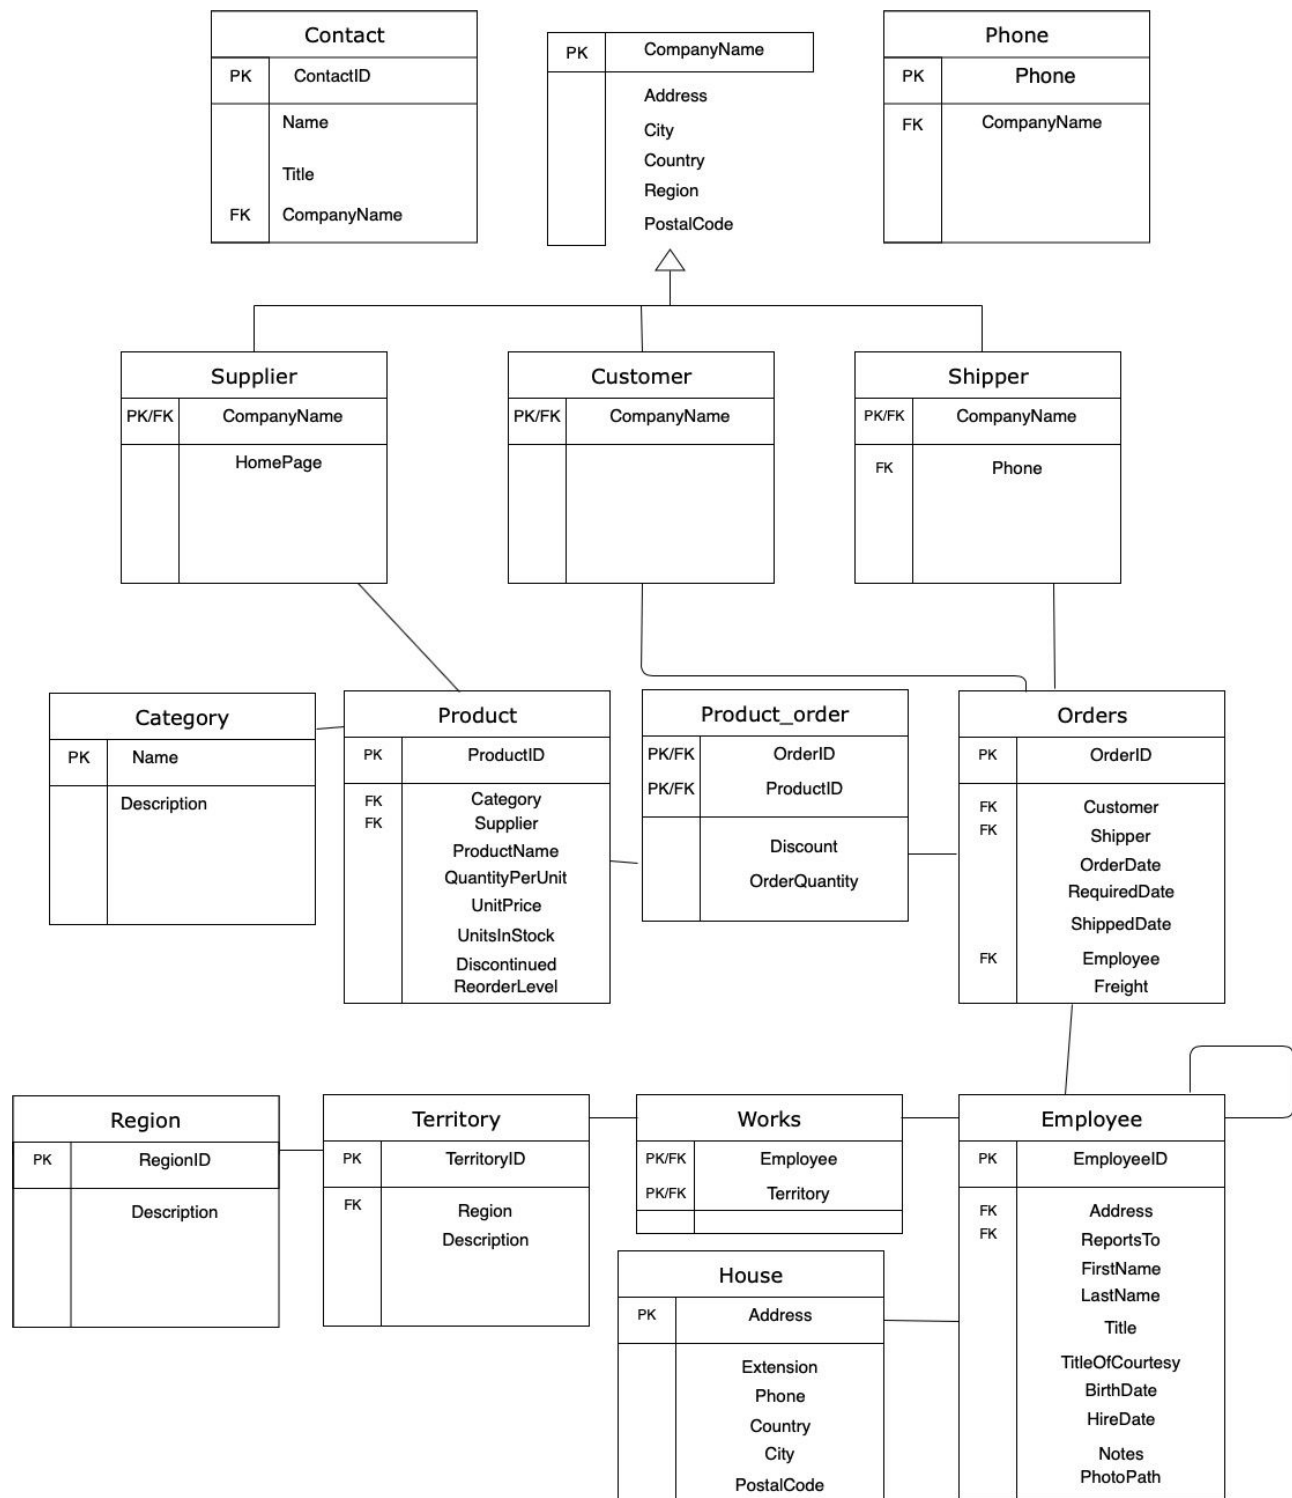 Contact
PK ContactID
Name
Title
FK CompanyName
PK CompanyName
Address
City
Country
Region
PostalCode
Phone
PK Phone
FK CompanyName
Supplier
PK/FK CompanyName
HomePage
Customer
PK/FK CompanyName
Shipper
PK/FK CompanyName
FK Phone
Category
PK Name
Description
Product
PK ProductID
FK Category
FK Supplier
ProductName
QuantityPerUnit
UnitPrice
UnitsInStock
Discontinued
ReorderLevel
Product_order
PK/FK OrderID
PK/FK ProductID
Discount
OrderQuantity
Orders
PK OrderID
FK Customer
FK Shipper
OrderDate
RequiredDate
ShippedDate
FK Employee
Freight
Region
PK RegionID
Description
Territory
PK TerritoryID
FK Region
Description
Works
PK/FK Employee
PK/FK Territory
House
PK Address
Extension
Phone
Country
City
PostalCode
Employee
PK EmployeeID
FK Address
FK ReportsTo
FirstName
LastName
Title
TitleOfCourtesy
BirthDate
HireDate
Notes
PhotoPath